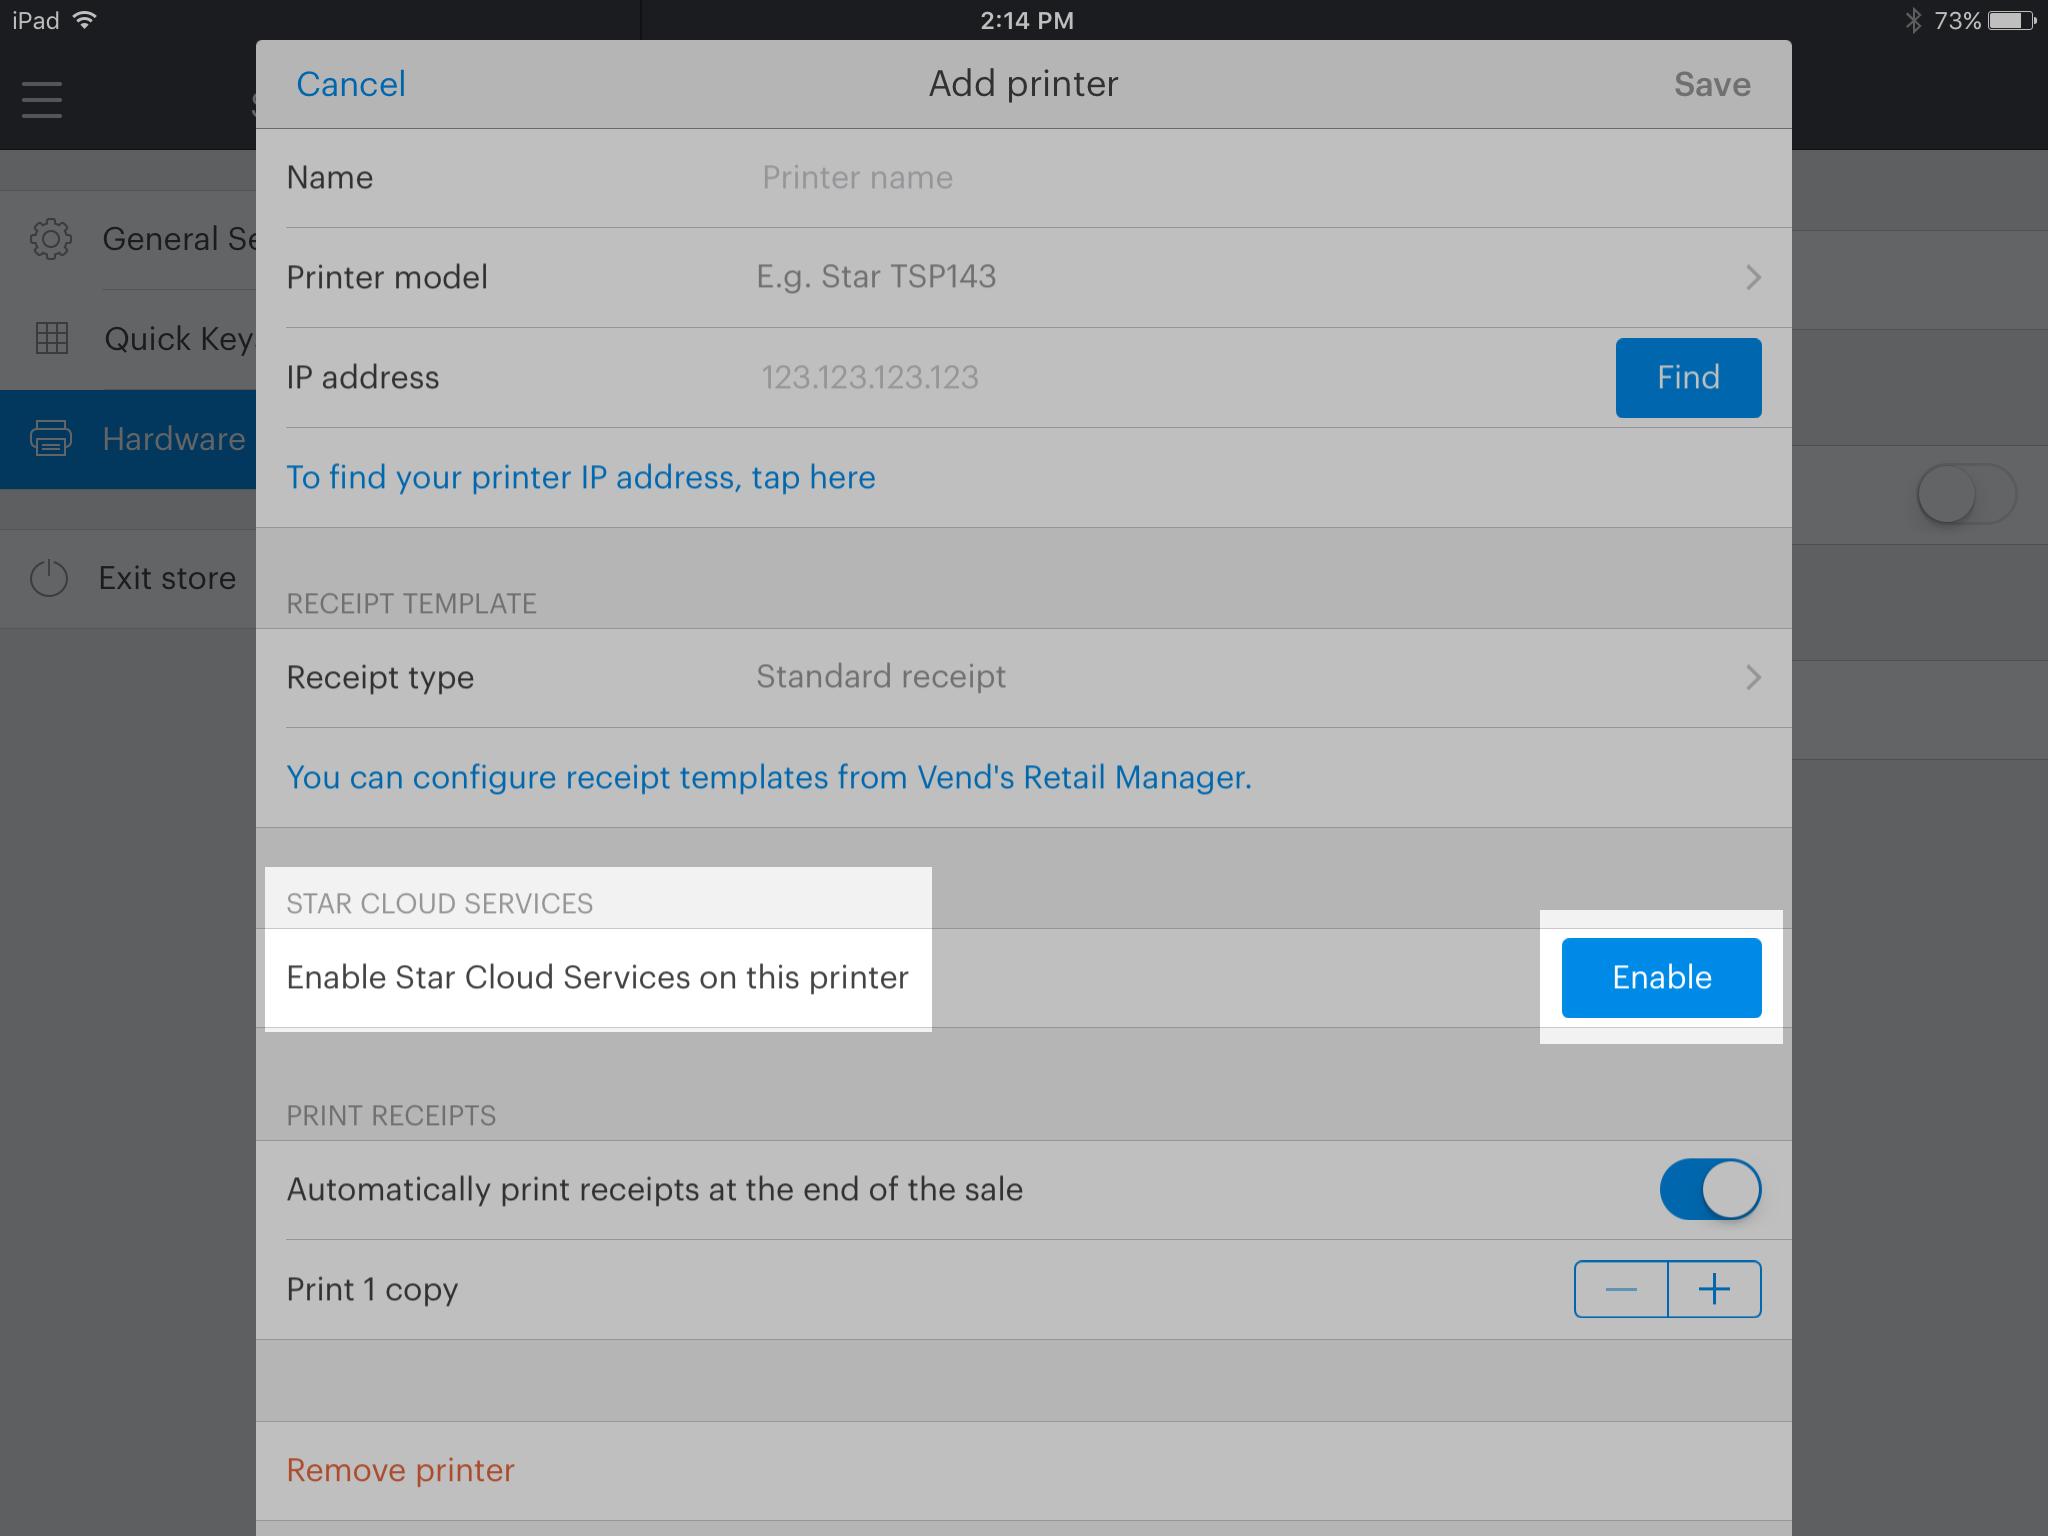 iPad 2:14 PM 73%
Cancel Add printer Save
Name Printer name
General
Printer model E.g. Star TSP143
Quick
IP address 123.123.123.123 Find
Hardware
To find your printer IP address, tap here
Exit store
RECEIPT TEMPLATE
Receipt type Standard receipt
You can configure receipt templates from Vend's Retail Manager.
STAR CLOUD SERVICES
Enable Star Cloud Services on this printer Enable
PRINT RECEIPTS
Automatically print receipts at the end of the sale
Print 1 copy
Remove printer